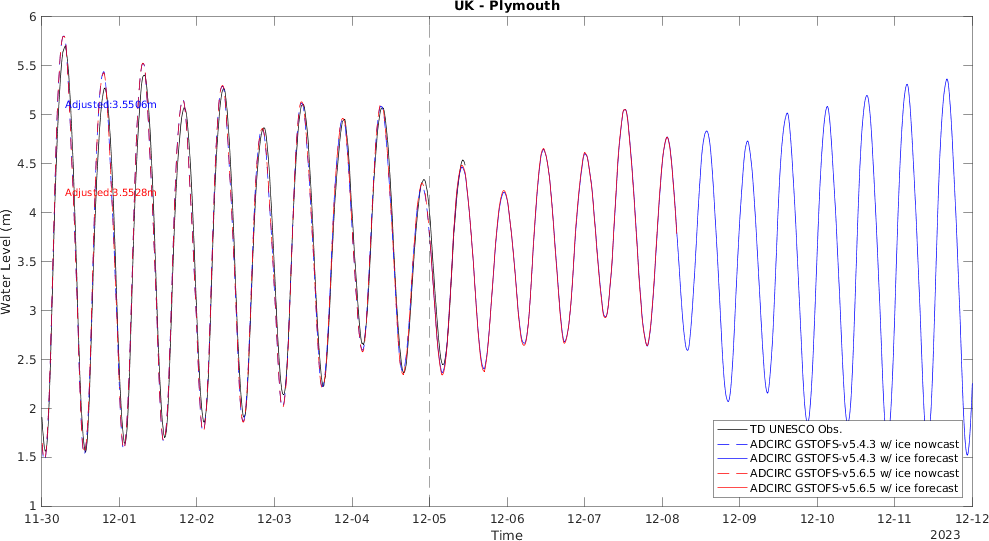 UK - Plymouth
6
5.5
5
4.5
4
3.5
3
2.5
2
1.5
1
Water Level (m)
Adjusted:3.5506m
Adjusted:3.5528m
TD UNESCO Obs.
ADCIRC GSTOFS-v5.4.3 w/ ice nowcast
ADCIRC GSTOFS-v5.4.3 w/ ice forecast
ADCIRC GSTOFS-v5.6.5 w/ ice nowcast
ADCIRC GSTOFS-v5.6.5 w/ ice forecast
11-30 12-01 12-02 12-03 12-04 12-05 12-06 12-07 12-08 12-09 12-10 12-11 12-12
Time
2023